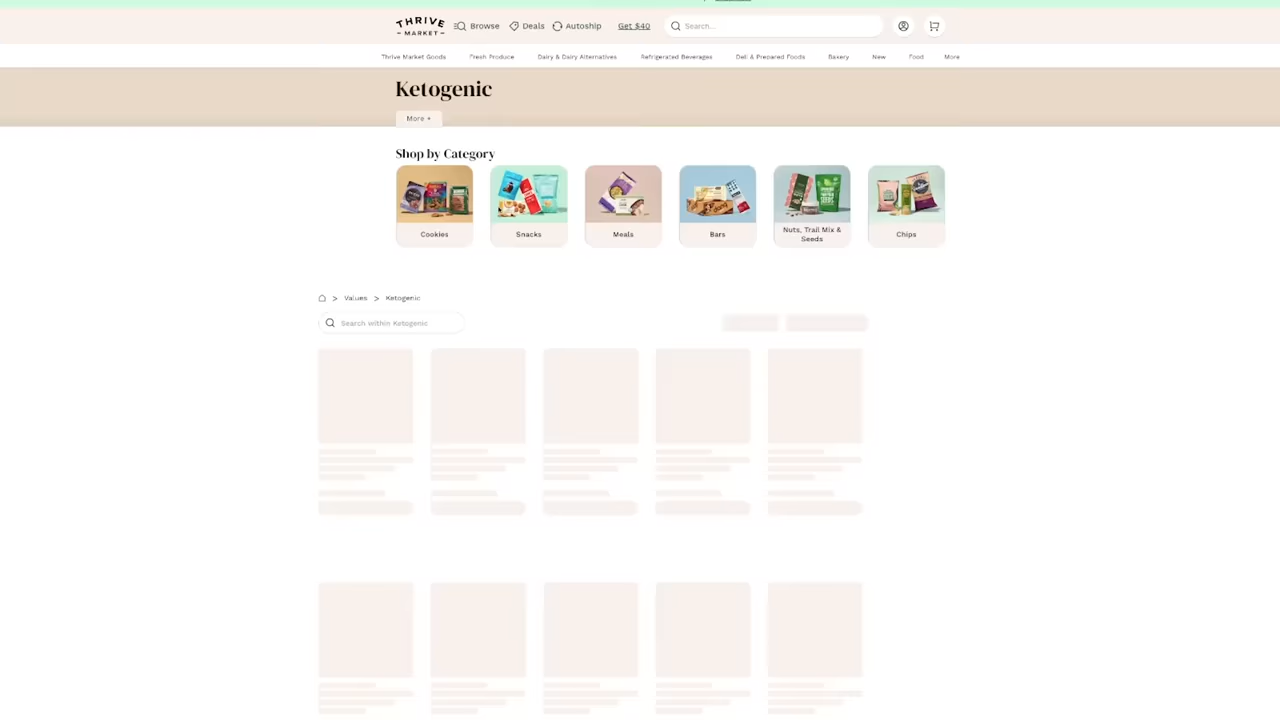 THRIVE
MARKET
Browse
Deals
Autoship
Get $40
Search...
Thrive Market Goods
Fresh Produce
Dairy & Dairy Alternatives
Refrigerated Beverages
Deli & Prepared Foods
Bakery
New
Food
More
Ketogenic
More +
Shop by Category
Cookies
Snacks
Meals
Bars
Nuts, Trail Mix &
Seeds
Chips
Values
Ketogenic
Search within Ketogenic